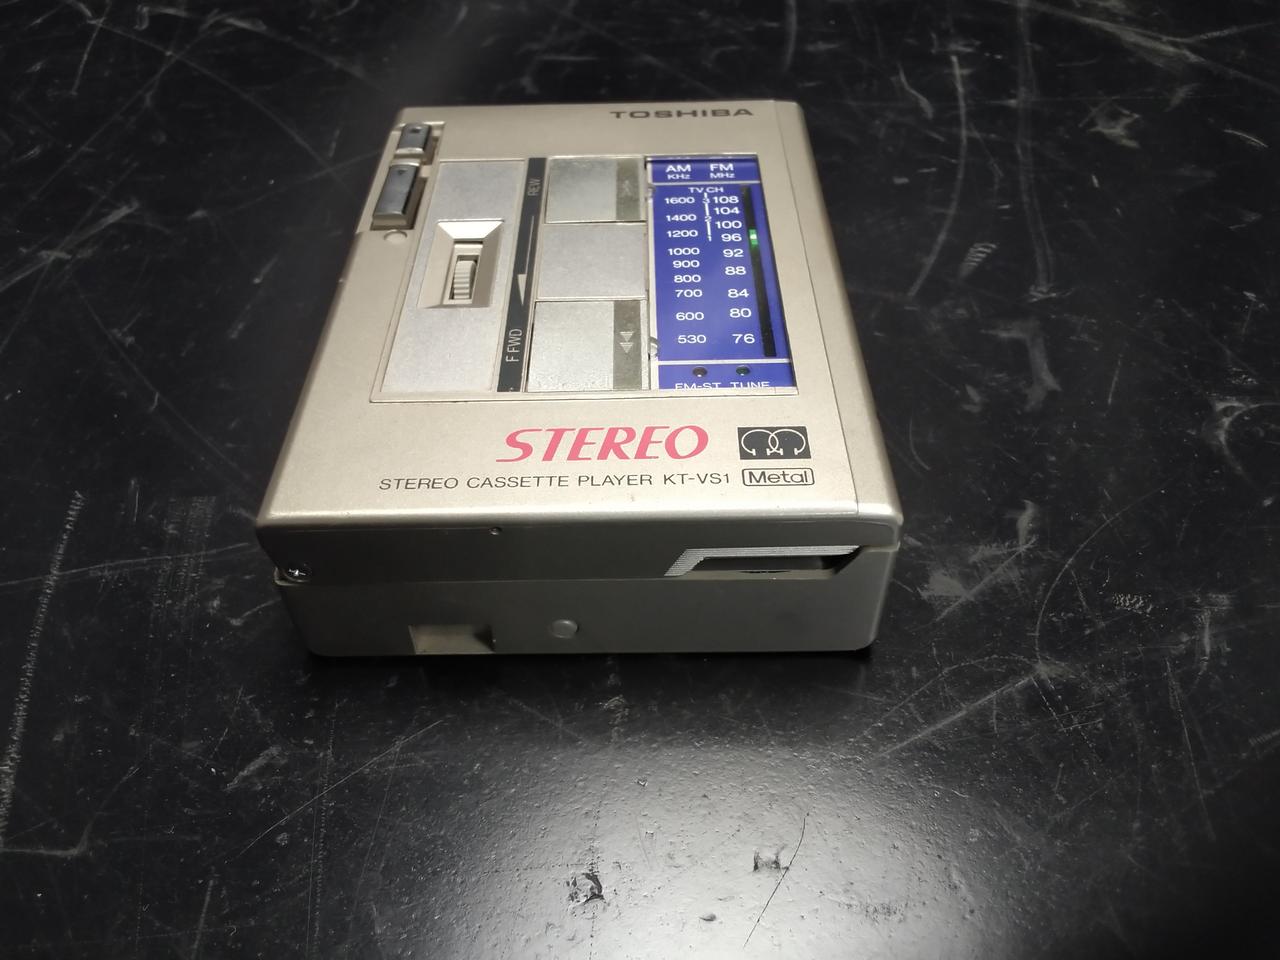 TOSHIBA
REW
F FWD
AM FM
KHz MHz
TV CH
1600 3 108
104
1400 2 100
1200 1 96
1000 92
900
800 88
700 84
600 80
530 76
FM-ST TUNE
STEREO
STEREO CASSETTE PLAYER KT-VS1 Metal